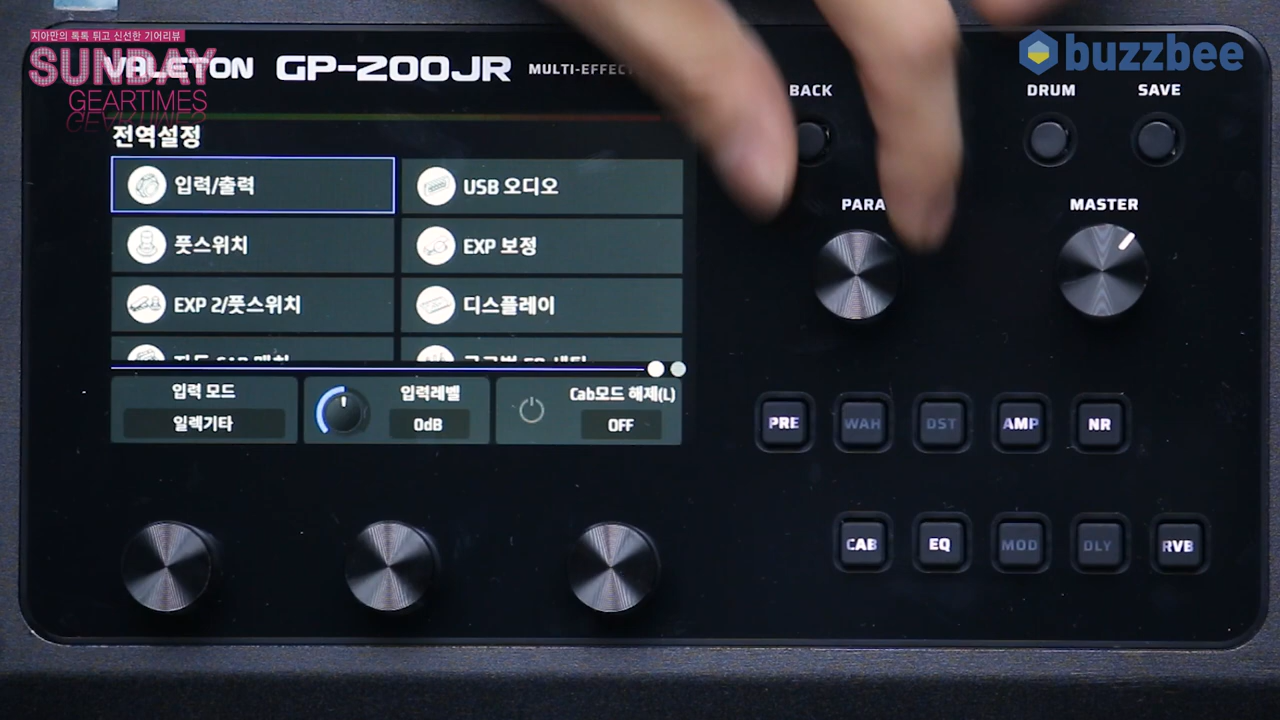 지아만의 톡톡 튀고 신선한 기어리뷰
SUNDAY
GEARTIMES
buzzbee
VALETON GP-200JR MULTI-EFFECT
BACK
DRUM
SAVE
전역설정
입력/출력
USB 오디오
풋스위치
EXP 보정
EXP 2/풋스위치
디스플레이
PARA
MASTER
입력 모드
일렉기타
입력레벨
0dB
Cab모드 해제(L)
OFF
PRE
WAH
DST
AMP
NR
CAB
EQ
MOD
DLY
RVB